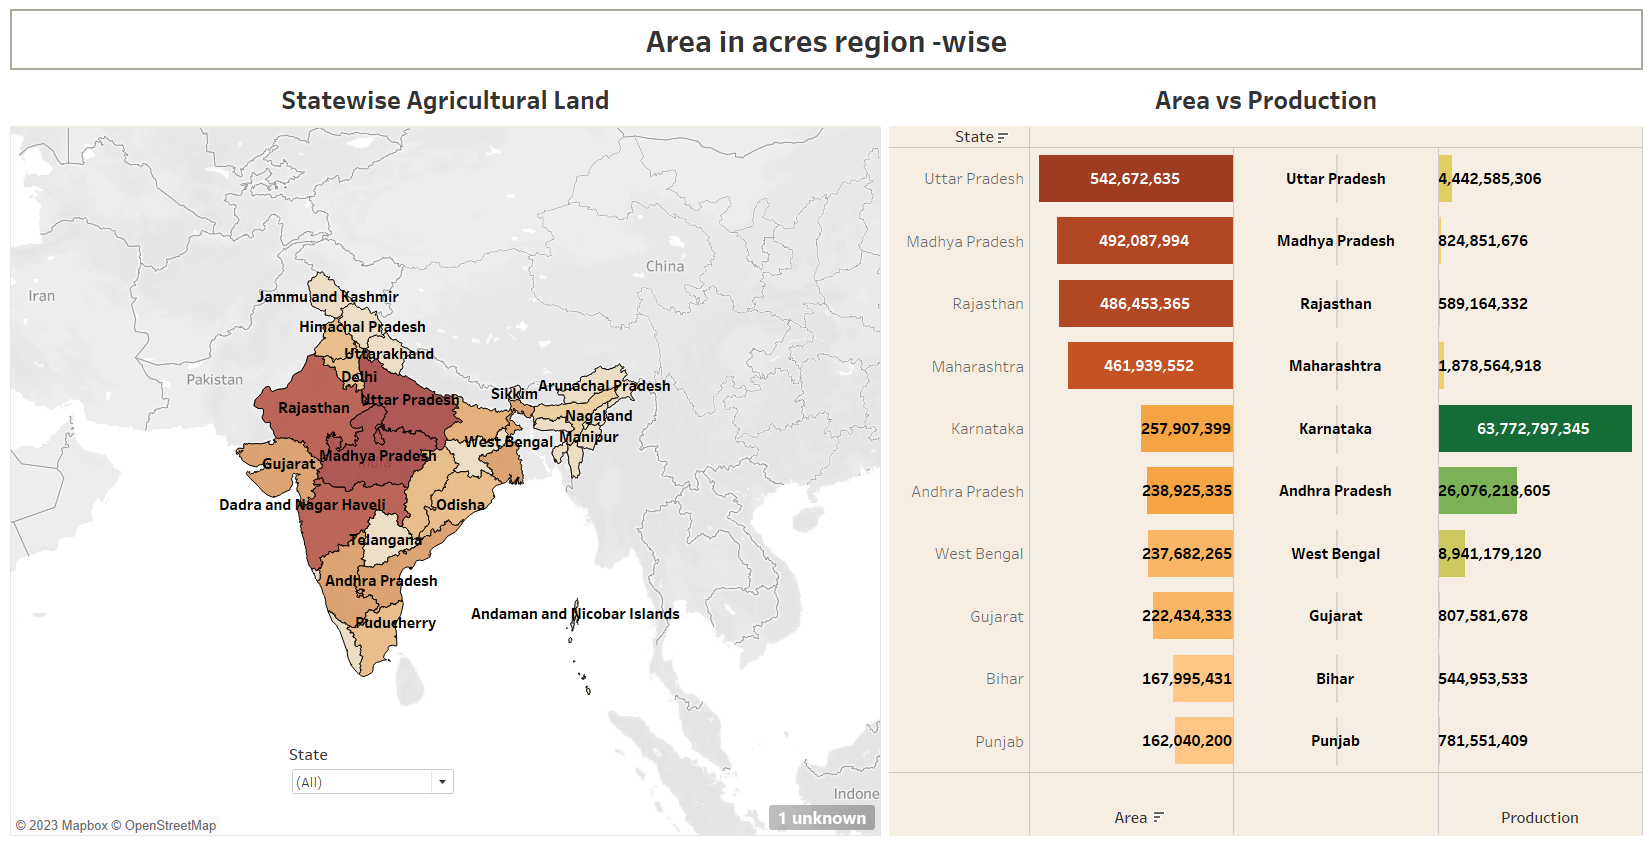 Area in acres region -wise
Statewise Agricultural Land
Iran
China
Pakistan
India
Indone
Jammu and Kashmir
Himachal Pradesh
Uttarakhand
Delhi
Rajasthan
Uttar Pradesh
Sikkim
Arunachal Pradesh
Nagaland
Manipur
West Bengal
Madhya Pradesh
Gujarat
Dadra and Nagar Haveli
Odisha
Telangana
Andhra Pradesh
Puducherry
Andaman and Nicobar Islands
State
(All)
© 2023 Mapbox © OpenStreetMap
1 unknown
Area vs Production
State
Uttar Pradesh 542,672,635 Uttar Pradesh 4,442,585,306
Madhya Pradesh 492,087,994 Madhya Pradesh 824,851,676
Rajasthan 486,453,365 Rajasthan 589,164,332
Maharashtra 461,939,552 Maharashtra 1,878,564,918
Karnataka 257,907,399 Karnataka 63,772,797,345
Andhra Pradesh 238,925,335 Andhra Pradesh 26,076,218,605
West Bengal 237,682,265 West Bengal 8,941,179,120
Gujarat 222,434,333 Gujarat 807,581,678
Bihar 167,995,431 Bihar 544,953,533
Punjab 162,040,200 Punjab 781,551,409
Area Production